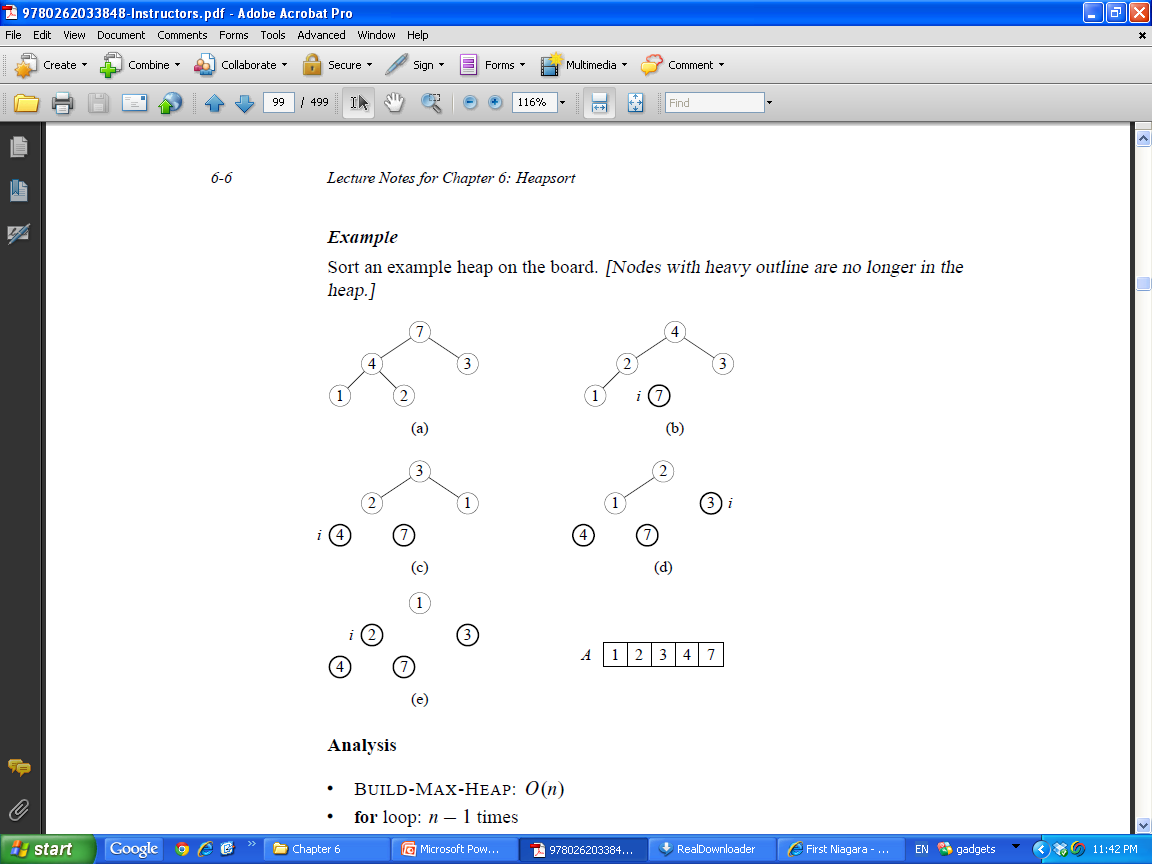 9780262033848-Instructors.pdf - Adobe Acrobat Pro
File Edit View Document Comments Forms Tools Advanced Window Help
Create Combine Collaborate Secure Sign Forms Multimedia Comment
99 / 499 116% Find
6-6 Lecture Notes for Chapter 6: Heapsort
Example
Sort an example heap on the board. [Nodes with heavy outline are no longer in the
heap.]
7 4
4 3 2 3
1 2 1 i 7
(a) (b)
3 2
2 1 1 3 i
i 4 7 4 7
(c) (d)
1
i 2 3
A 1 2 3 4 7
4 7
(e)
Analysis
• BUILD-MAX-HEAP: O(n)
• for loop: n − 1 times
start Google » Chapter 6 Microsoft Pow... 978026203384... RealDownloader First Niagara - ... EN gadgets 11:42 PM